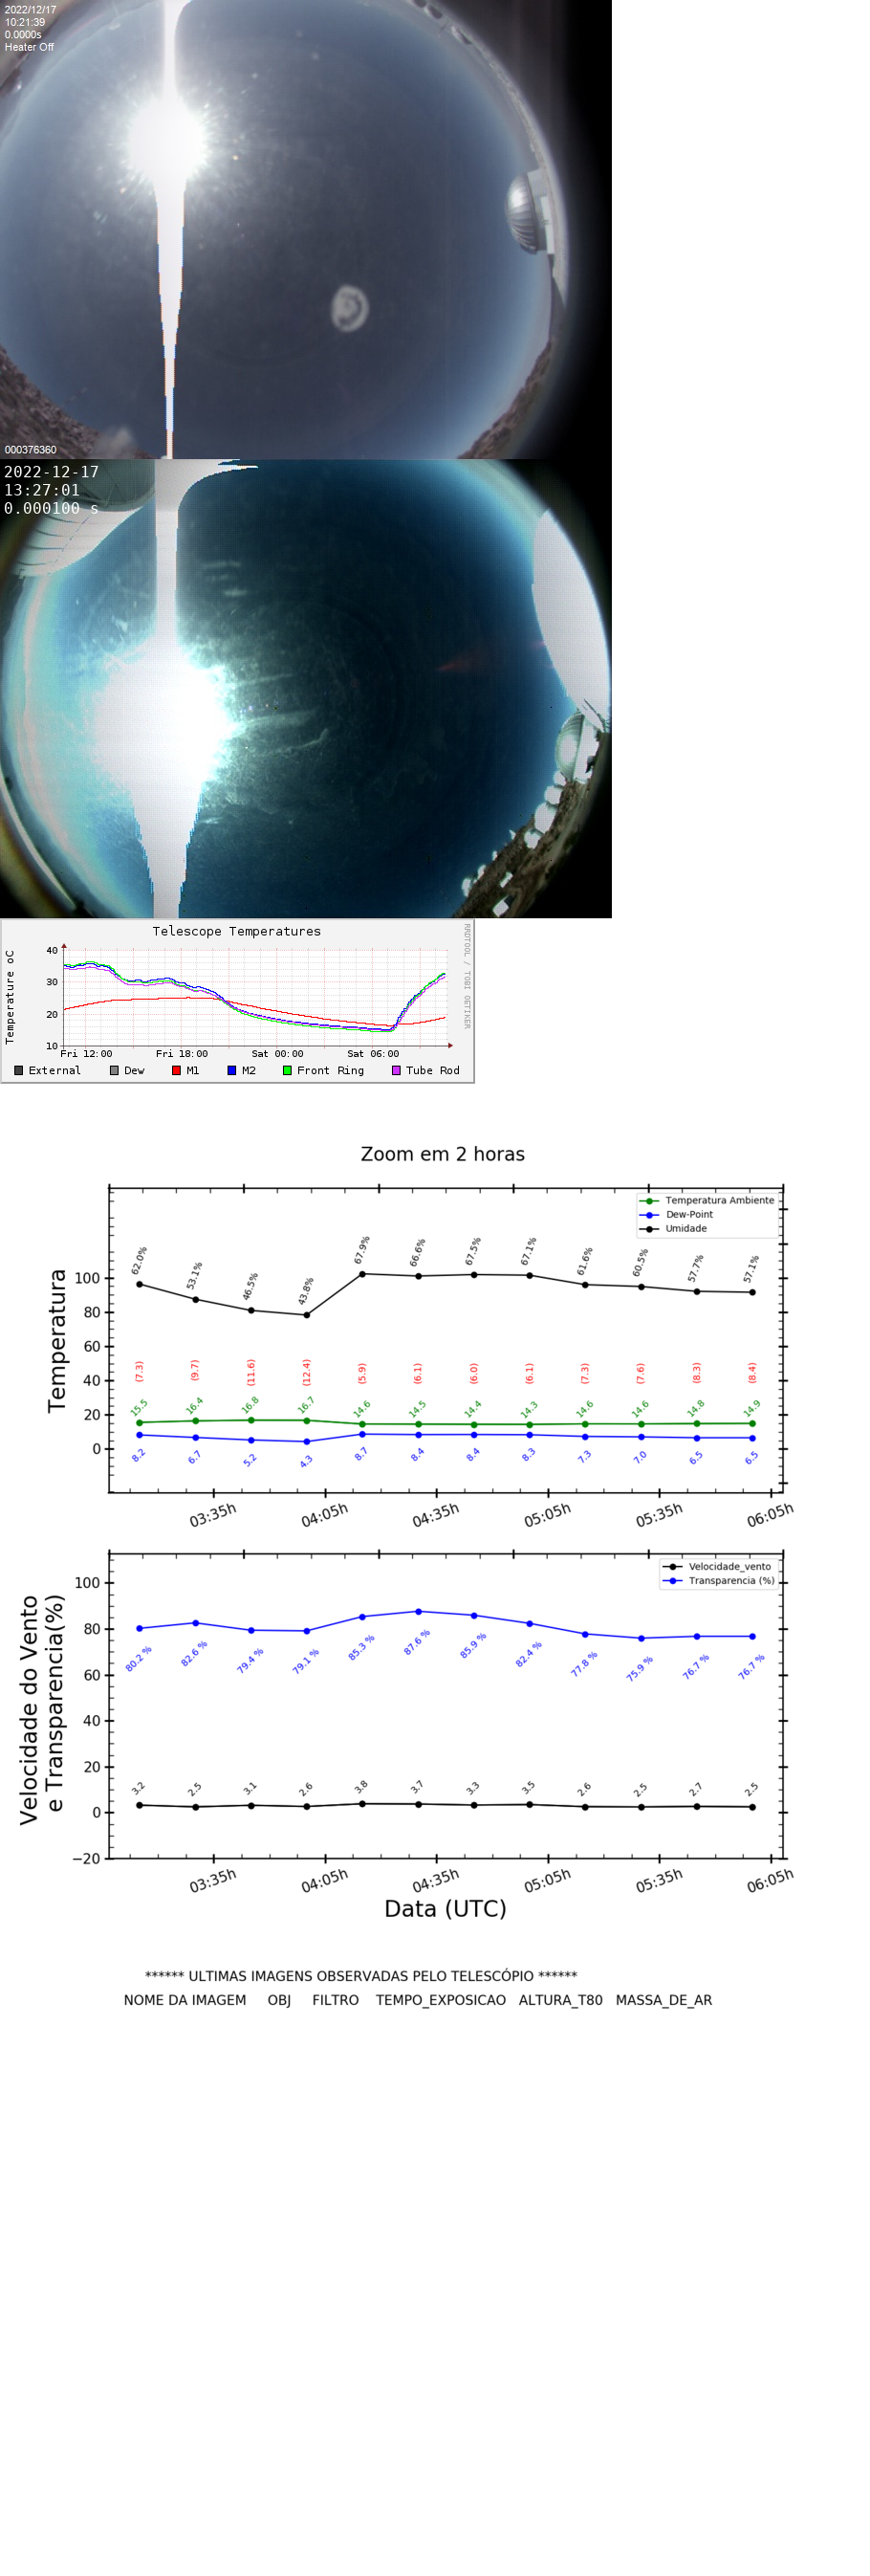 2022/12/17
10:21:39
0.0000s
Heater Off
000376360
2022-12-17
13:27:01
0.000100 s
Telescope Temperatures
RRDTOOL / TOBI OETIKER
Temperature oC
40
30
20
10
Fri 12:00 Fri 18:00 Sat 00:00 Sat 06:00
External Dew M1 M2 Front Ring Tube Rod
Zoom em 2 horas
Temperatura Ambiente
Dew-Point
Umidade
Temperatura
100
80
60
40
20
0
62.0% 53.1% 46.5% 43.8% 67.9% 66.6% 67.5% 67.1% 61.6% 60.5% 57.7% 57.1%
(7.3) (9.7) (11.6) (12.4) (5.9) (6.1) (6.0) (6.1) (7.3) (7.6) (8.3) (8.4)
15.5 16.4 16.8 16.7 14.6 14.5 14.4 14.3 14.6 14.6 14.8 14.9
8.2 6.7 5.2 4.3 8.7 8.4 8.4 8.3 7.3 7.0 6.5 6.5
03:35h 04:05h 04:35h 05:05h 05:35h 06:05h
Velocidade_vento
Transparencia (%)
Velocidade do Vento
e Transparencia(%)
100
80
60
40
20
0
−20
80.2 % 82.6 % 79.4 % 79.1 % 85.3 % 87.6 % 85.9 % 82.4 % 77.8 % 75.9 % 76.7 % 76.7 %
3.2 2.5 3.1 2.6 3.8 3.7 3.3 3.5 2.6 2.5 2.7 2.5
03:35h 04:05h 04:35h 05:05h 05:35h 06:05h
Data (UTC)
****** ULTIMAS IMAGENS OBSERVADAS PELO TELESCÓPIO ******
NOME DA IMAGEM OBJ FILTRO TEMPO_EXPOSICAO ALTURA_T80 MASSA_DE_AR